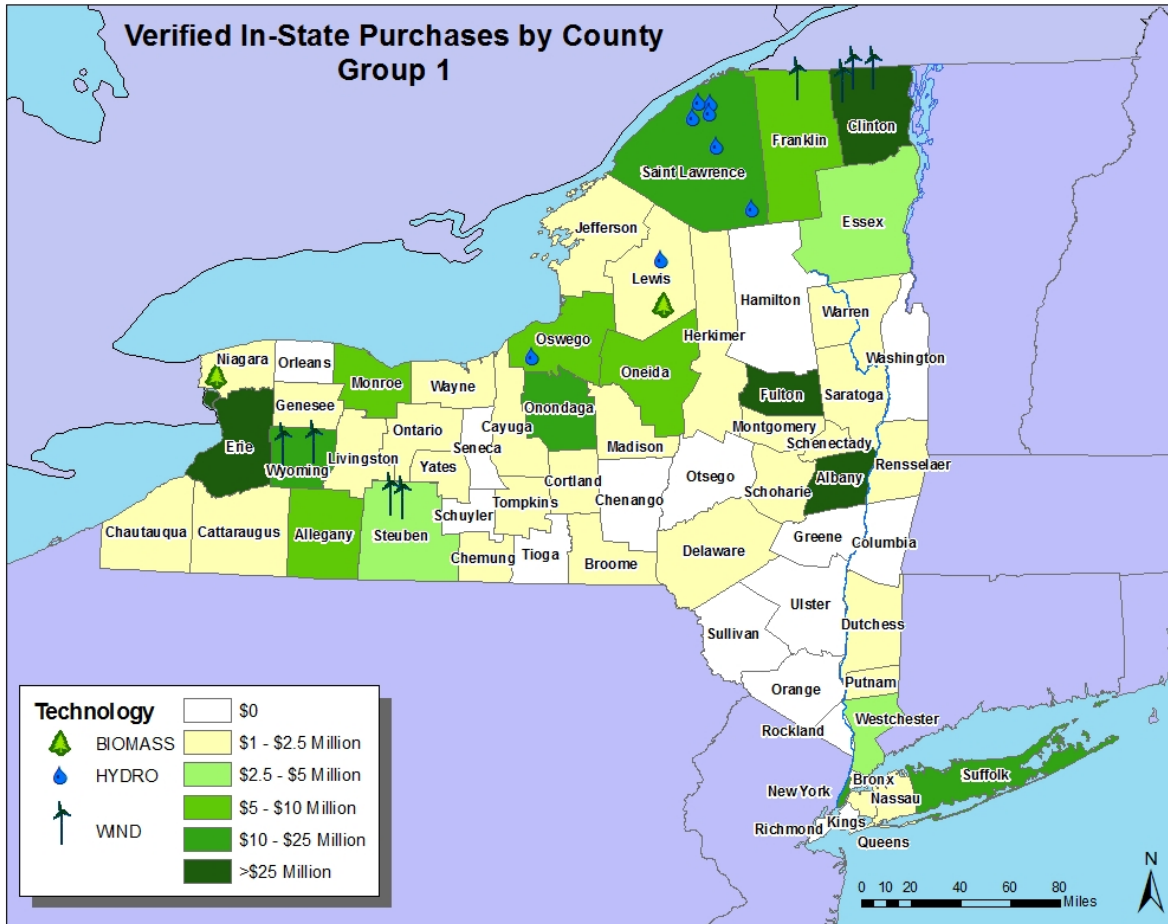 Verified In-State Purchases by County
Group 1
Clinton
Franklin
Saint Lawrence
Essex
Jefferson
Lewis
Hamilton
Warren
Herkimer
Oswego
Washington
Niagara
Orleans
Oneida
Monroe
Wayne
Fulton
Saratoga
Genesee
Onondaga
Ontario
Cayuga
Montgomery
Schenectady
Madison
Erie
Seneca
Livingston
Wyoming
Yates
Rensselaer
Albany
Otsego
Cortland
Chenango
Schoharie
Tompkins
Schuyler
Chautauqua
Cattaraugus
Allegany
Steuben
Greene
Columbia
Chemung
Tioga
Broome
Delaware
Ulster
Dutchess
Sullivan
Putnam
Orange
Westchester
Rockland
Bronx
Suffolk
New York
Nassau
Richmond
Kings
Queens
Technology
BIOMASS
HYDRO
WIND
$0
$1 - $2.5 Million
$2.5 - $5 Million
$5 - $10 Million
$10 - $25 Million
>$25 Million
N
0 10 20 40 60 80
Miles